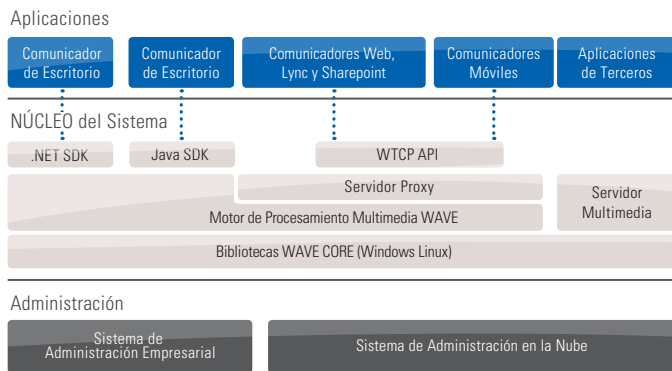 Aplicaciones
Comunicador
de Escritorio
Comunicador
de Escritorio
Comunicadores Web,
Lync y Sharepoint
Comunicadores
Móviles
Aplicaciones
de Terceros
NÚCLEO del Sistema
.NET SDK
Java SDK
WTCP API
Servidor Proxy
Servidor
Multimedia
Motor de Procesamiento Multimedia WAVE
Bibliotecas WAVE CORE (Windows Linux)
Administración
Sistema de
Administración Empresarial
Sistema de Administración en la Nube